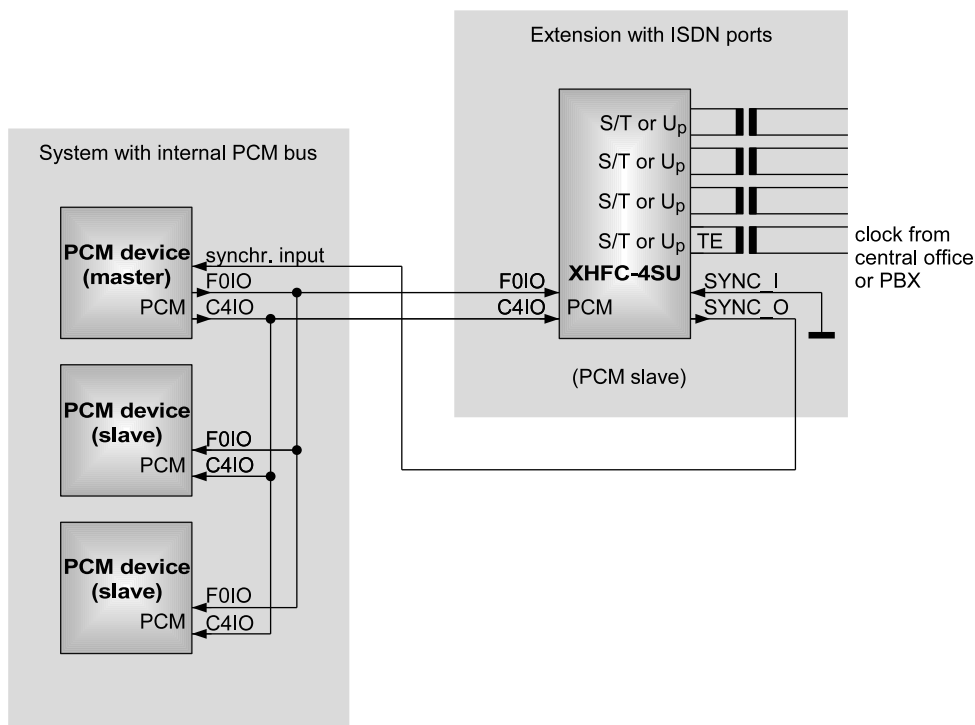 Extension with ISDN ports
S/T or Up
S/T or Up
S/T or Up
S/T or Up
TE
XHFC-4SU
F0IO
C4IO
PCM
SYNC_I
SYNC_O
(PCM slave)
clock from
central office
or PBX
System with internal PCM bus
PCM device
(master)
PCM
synchr. input
F0IO
C4IO
PCM device
(slave)
PCM
F0IO
C4IO
PCM device
(slave)
PCM
F0IO
C4IO